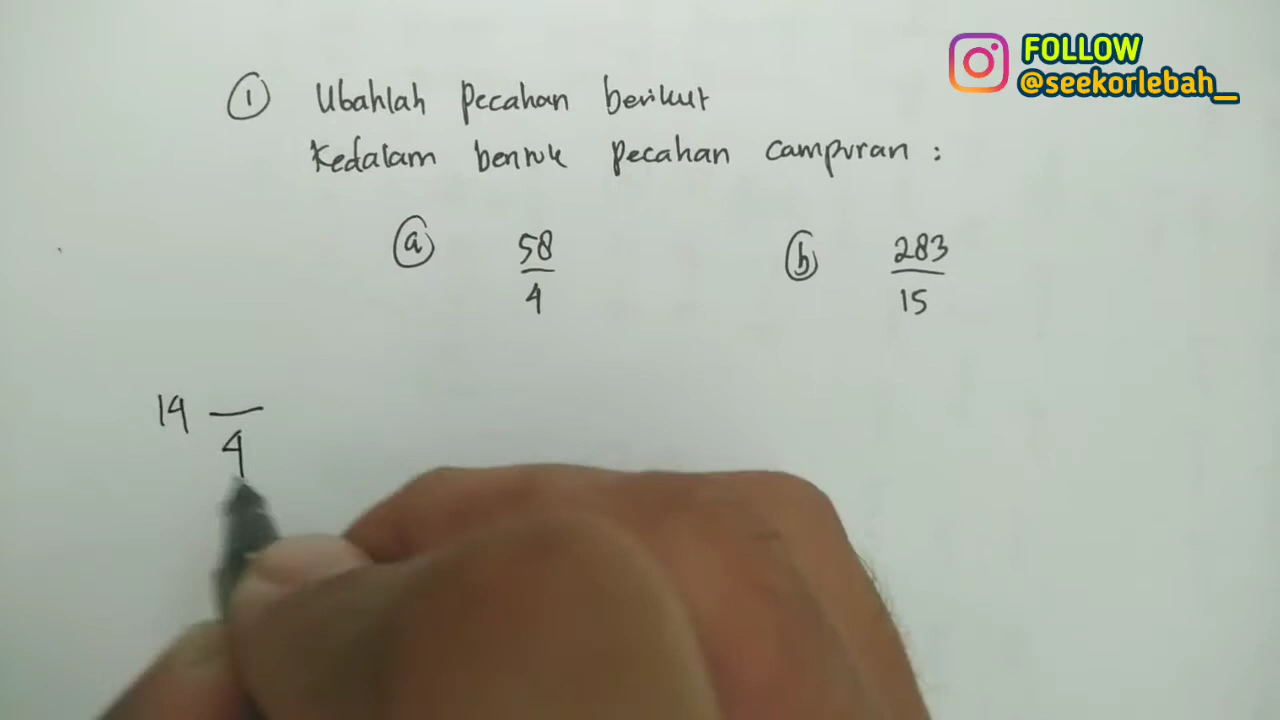 FOLLOW
@seekorlebah_
① Ubahlah pecahan berikut
Kedalam bentuk pecahan campuran :
ⓐ 58/4 ⓑ 283/15
14 —/4